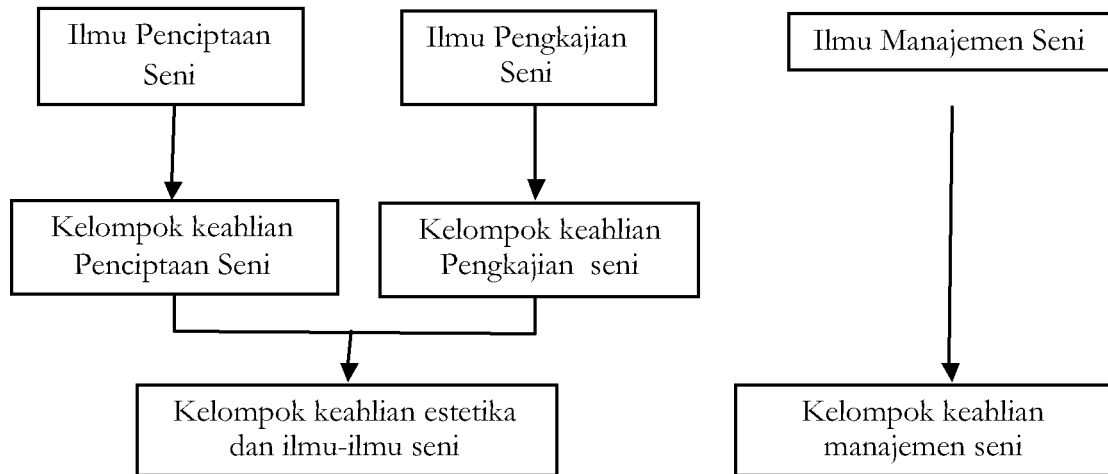 Ilmu Penciptaan
Seni
Ilmu Pengkajian
Seni
Ilmu Manajemen Seni
Kelompok keahlian
Penciptaan Seni
Kelompok keahlian
Pengkajian  seni
Kelompok keahlian estetika
dan ilmu-ilmu seni
Kelompok keahlian
manajemen seni